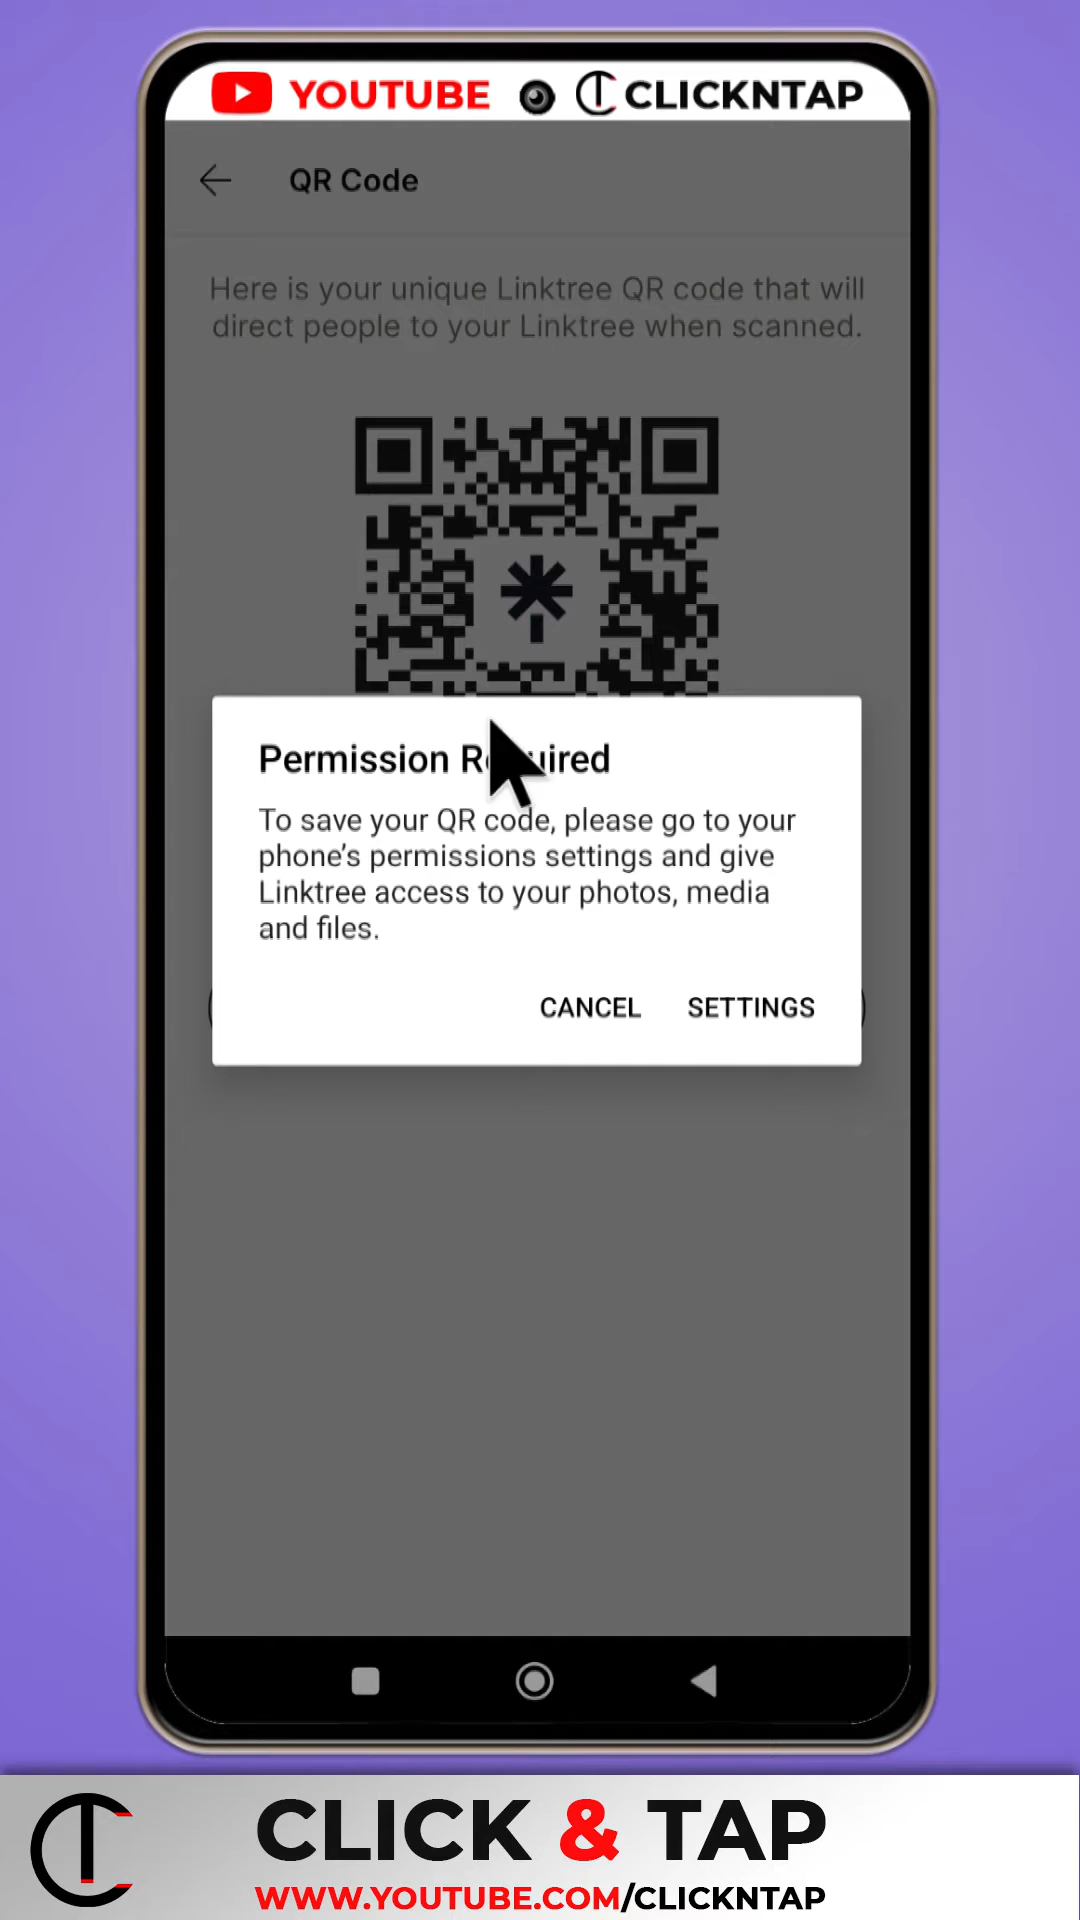 YOUTUBE CLICKNTAP
QR Code
Here is your unique Linktree QR code that will
direct people to your Linktree when scanned.
Permission
To save your QR code, please go to your
phone's permissions settings and give
Linktree access to your photos, media
and files.
CANCEL SETTINGS
CLICK & TAP
WWW.YOUTUBE.COM/CLICKNTAP